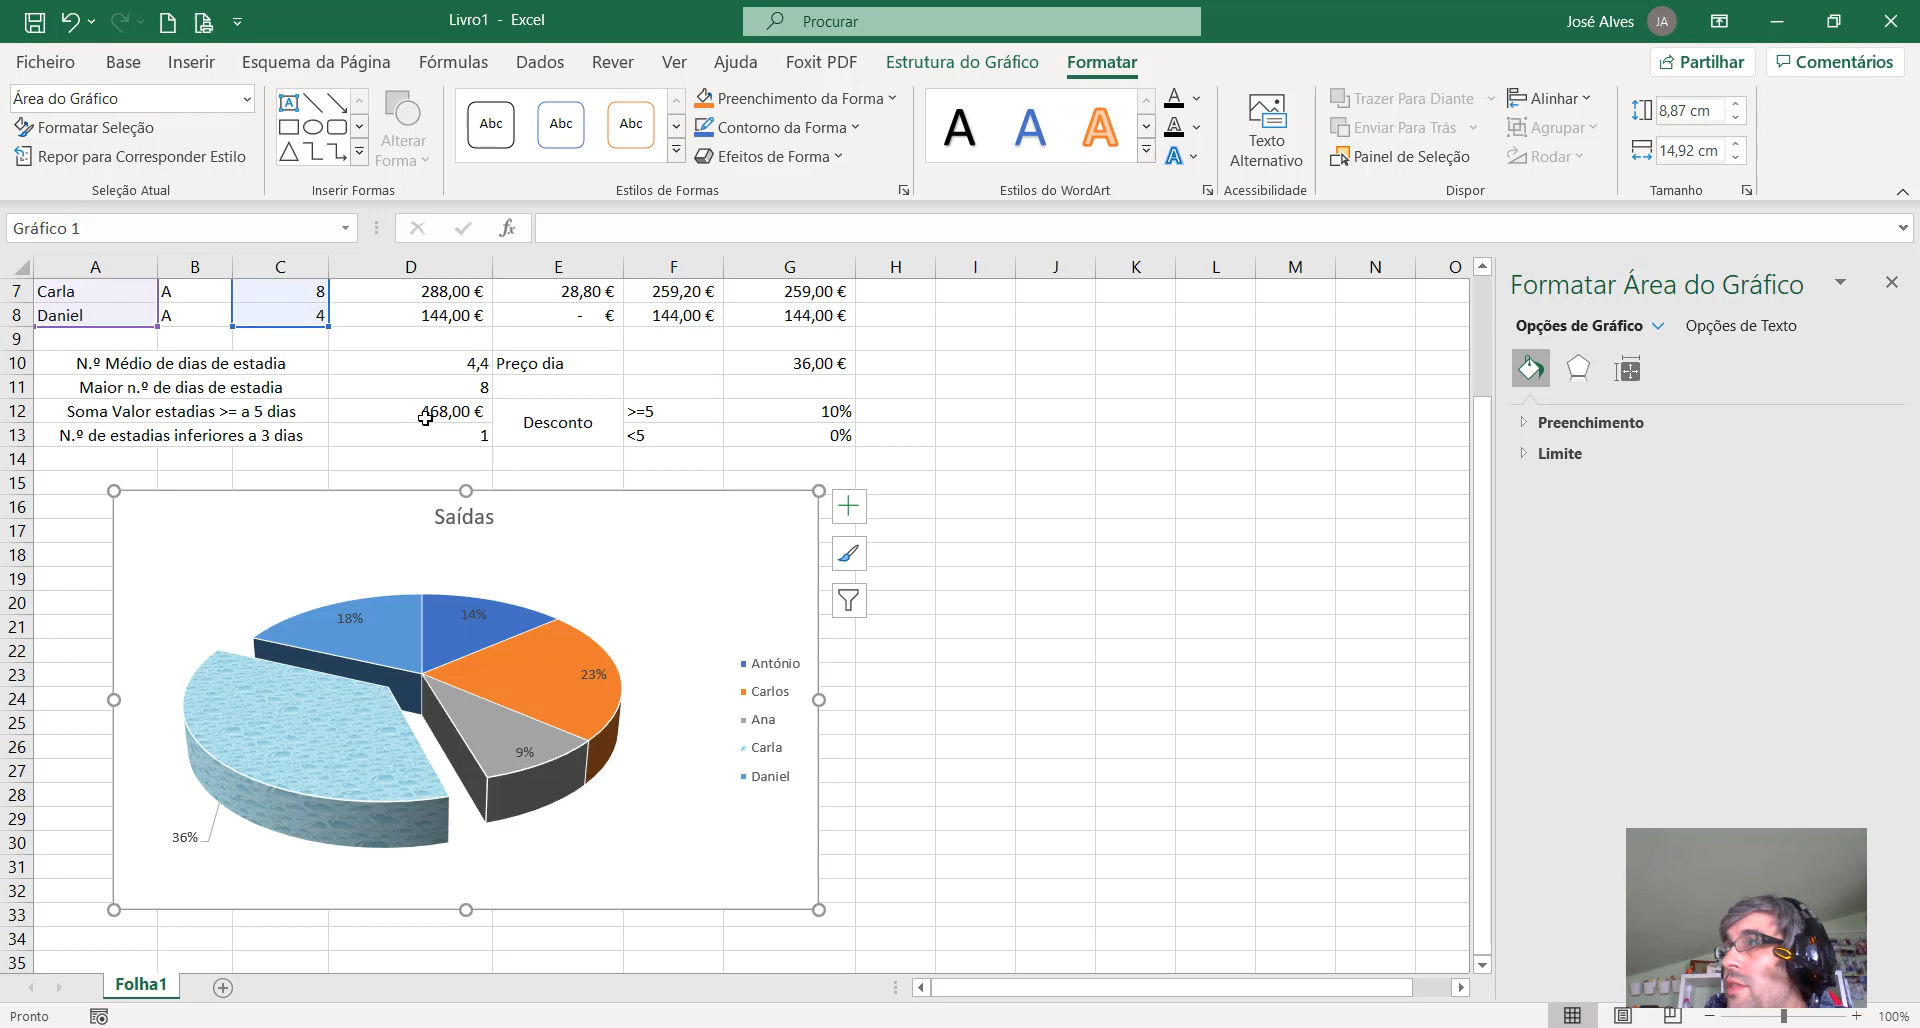 Livro1 - Excel
Procurar
José Alves JA
Ficheiro Base Inserir Esquema da Página Fórmulas Dados Rever Ver Ajuda Foxit PDF Estrutura do Gráfico Formatar Partilhar Comentários
Área do Gráfico
Formatar Seleção
Repor para Corresponder Estilo
Seleção Atual
Alterar
Forma
Inserir Formas
Abc Abc Abc
Preenchimento da Forma
Contorno da Forma
Efeitos de Forma
Estilos de Formas
A A A
Estilos do WordArt
Texto
Alternativo
Acessibilidade
Trazer Para Diante
Enviar Para Trás
Painel de Seleção
Alinhar
Agrupar
Rodar
Dispor
8,87 cm
14,92 cm
Tamanho
Gráfico 1
fx
A B C D E F G H I J K L M N O
7 Carla A 8 288,00 € 28,80 € 259,20 € 259,00 €
8 Daniel A 4 144,00 € - € 144,00 € 144,00 €
9
10 N.º Médio de dias de estadia 4,4 Preço dia 36,00 €
11 Maior n.º de dias de estadia 8
12 Soma Valor estadias >= a 5 dias 468,00 € Desconto >=5 10%
13 N.º de estadias inferiores a 3 dias 1 <5 0%
14
15
16
17
18
19
20
21
22
23
24
25
26
27
28
29
30
31
32
33
34
35
Saídas
18%
14%
23%
9%
36%
António
Carlos
Ana
Carla
Daniel
Formatar Área do Gráfico
Opções de Gráfico Opções de Texto
Preenchimento
Limite
Folha1
Pronto
100%